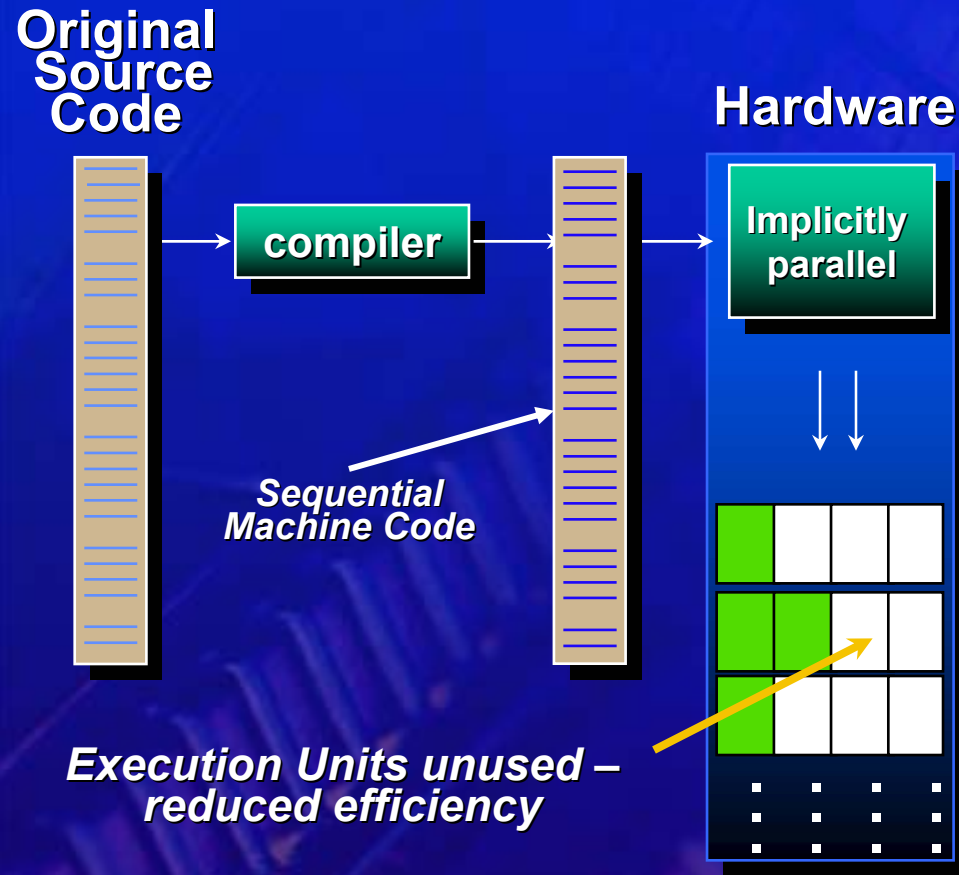 Original
Source
Code
Hardware
compiler
Implicitly
parallel
Sequential
Machine Code
Execution Units unused –
reduced efficiency